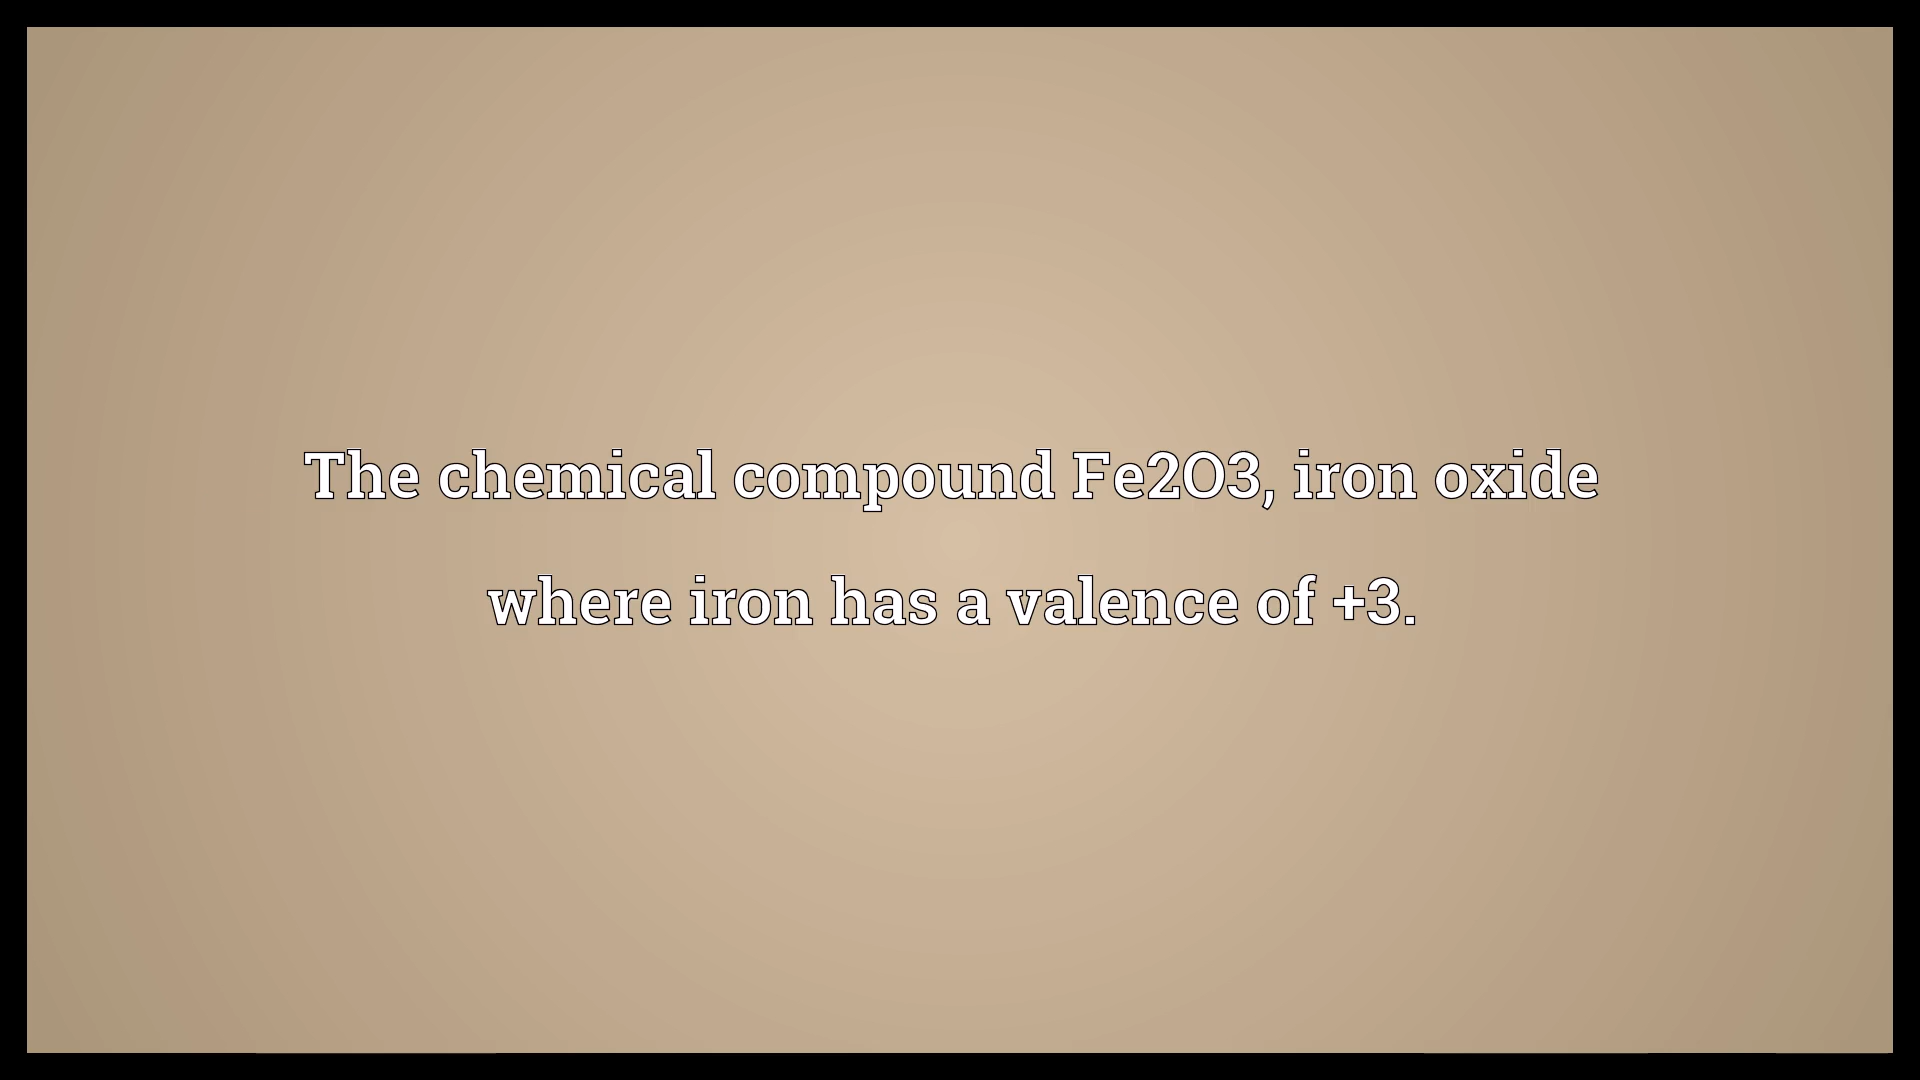 The chemical compound Fe2O3, iron oxide
where iron has a valence of +3.